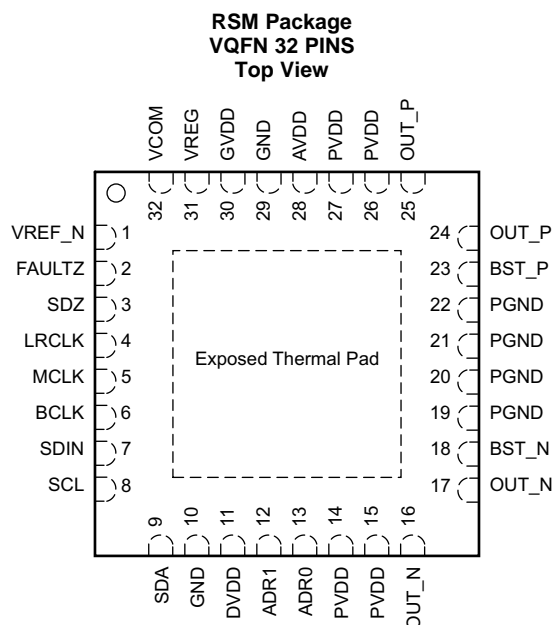 RSM Package
VQFN 32 PINS
Top View
VCOM
VREG
GVDD
GND
AVDD
PVDD
PVDD
OUT_P
32
31
30
29
28
27
26
25
VREF_N 1
24 OUT_P
FAULTZ 2
23 BST_P
SDZ 3
22 PGND
LRCLK 4
21 PGND
MCLK 5
20 PGND
BCLK 6
19 PGND
SDIN 7
18 BST_N
SCL 8
17 OUT_N
Exposed Thermal Pad
9
10
11
12
13
14
15
16
SDA
GND
DVDD
ADR1
ADR0
PVDD
PVDD
OUT_N